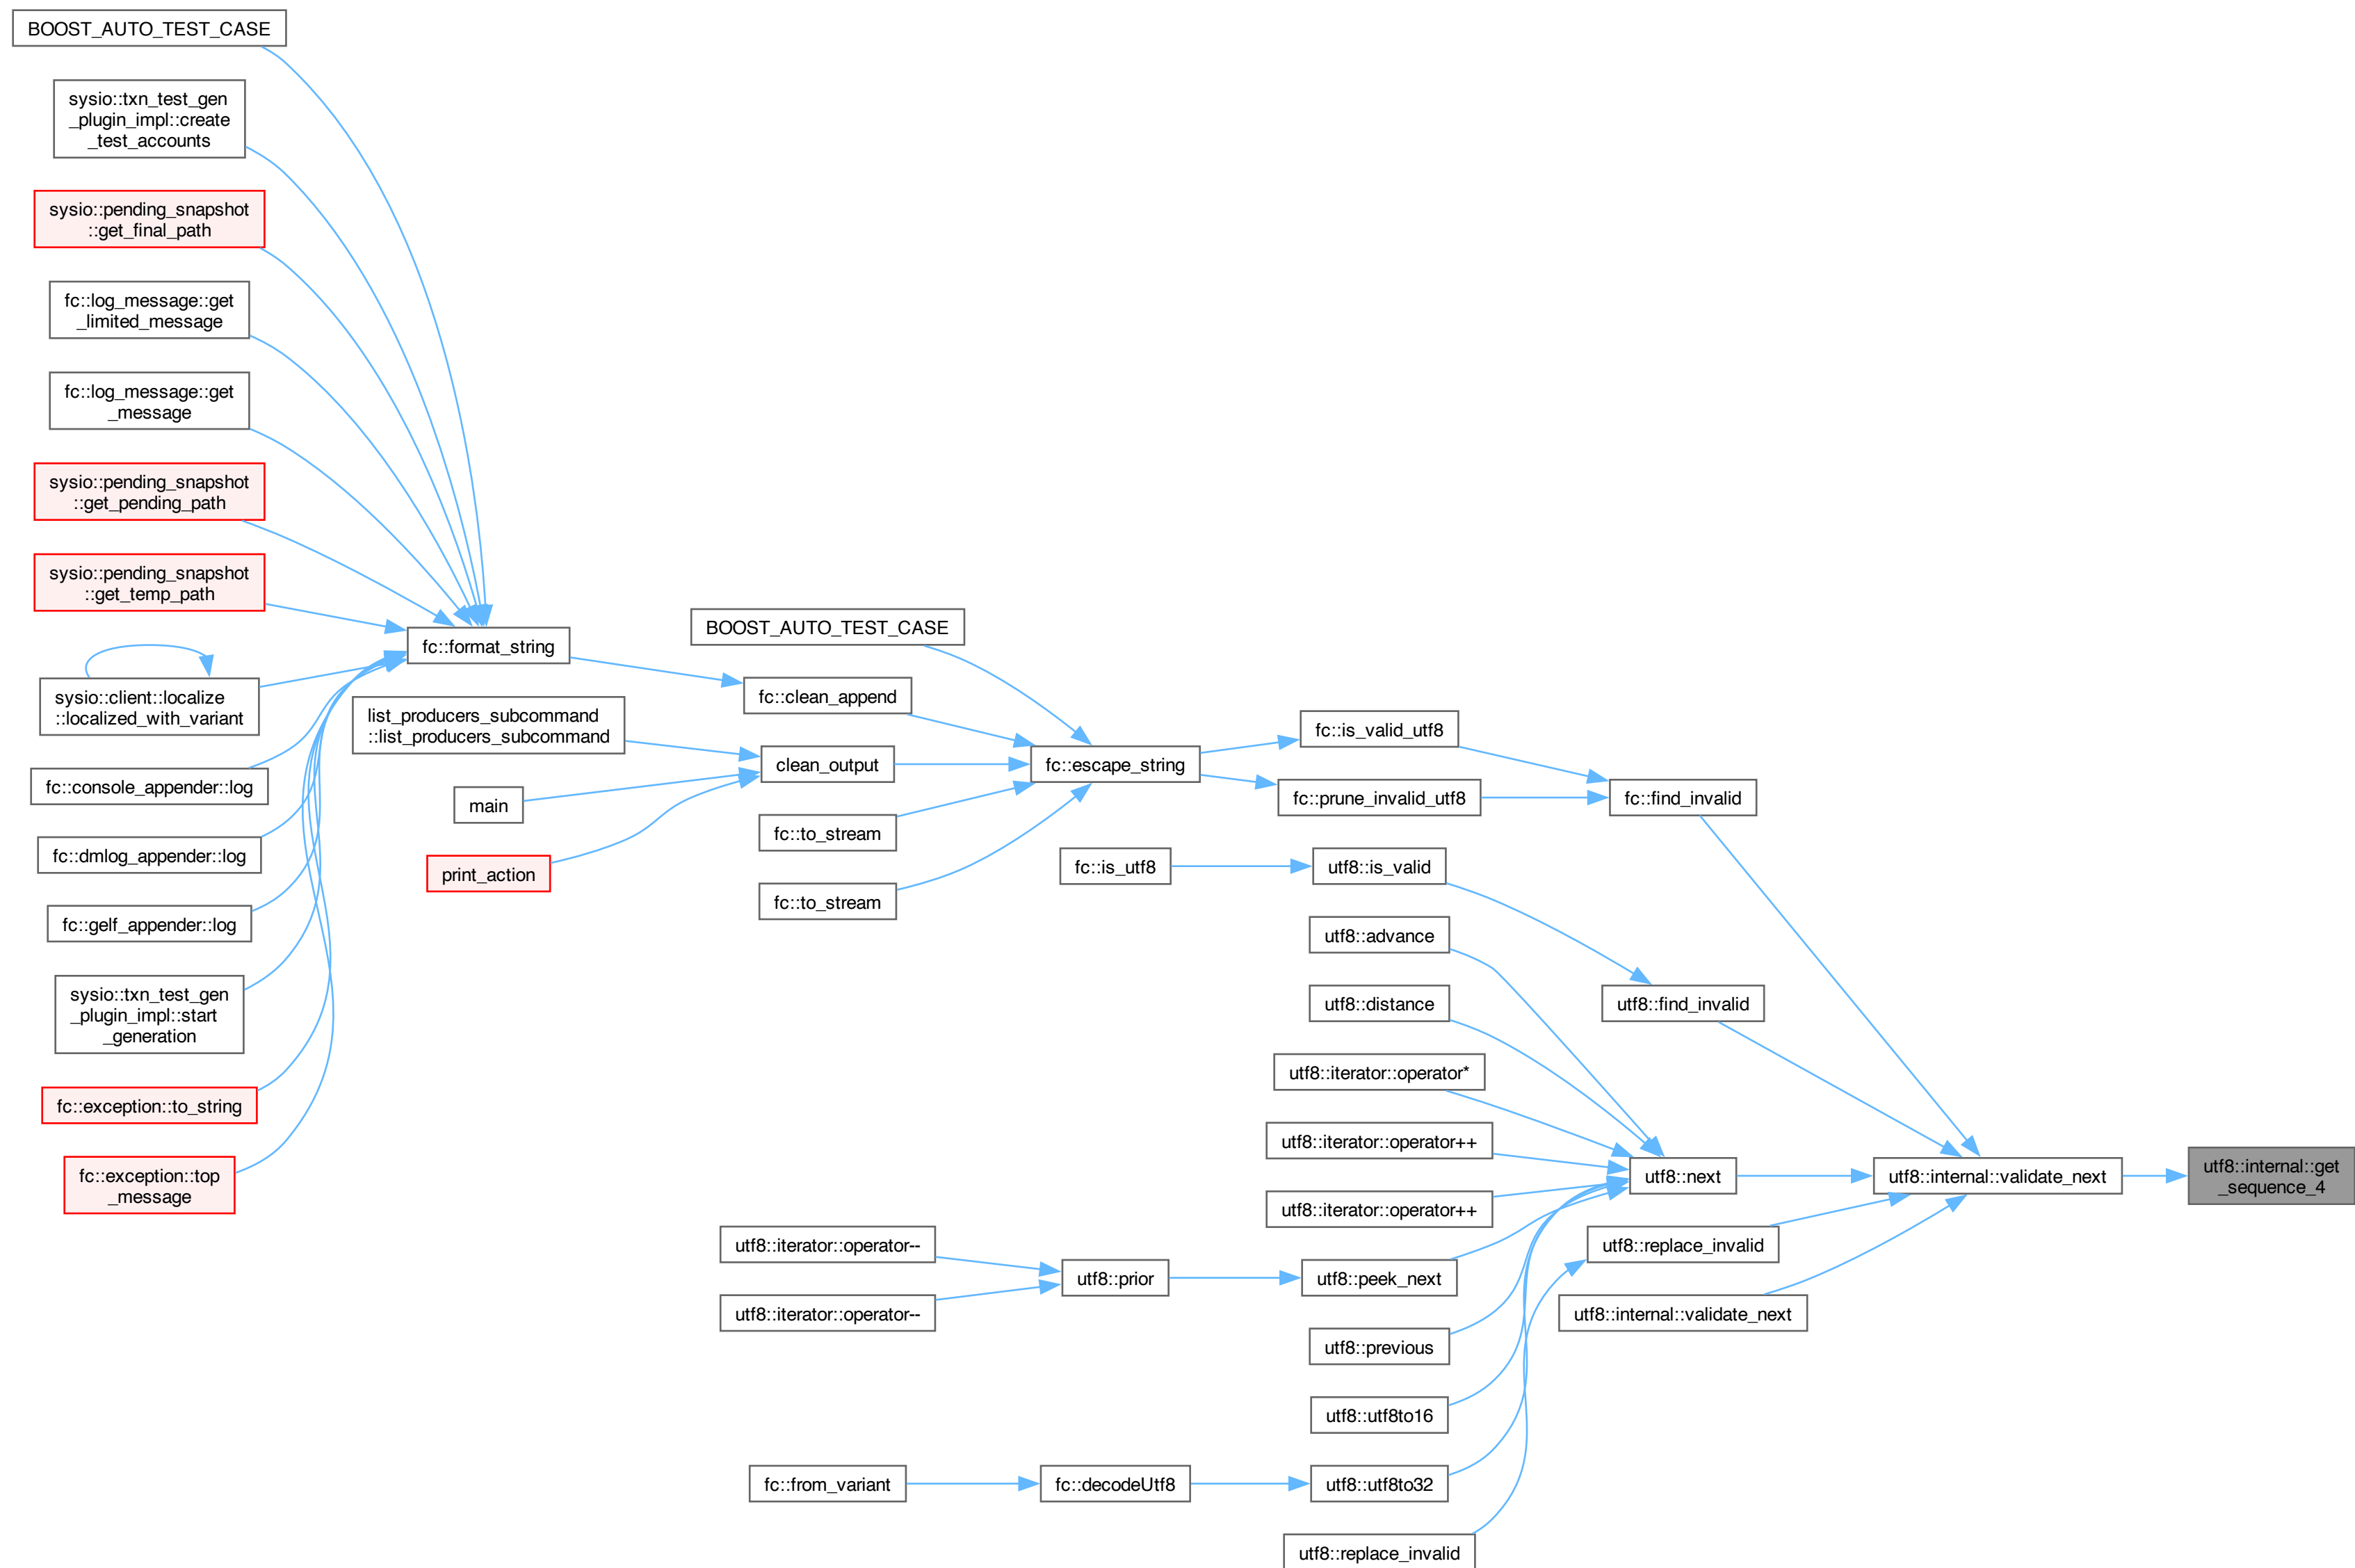 BOOST_AUTO_TEST_CASE
sysio::txn_test_gen
_plugin_impl::create
_test_accounts
sysio::pending_snapshot
::get_final_path
fc::log_message::get
_limited_message
fc::log_message::get
_message
sysio::pending_snapshot
::get_pending_path
sysio::pending_snapshot
::get_temp_path
sysio::client::localize
::localized_with_variant
fc::console_appender::log
fc::dmlog_appender::log
fc::gelf_appender::log
sysio::txn_test_gen
_plugin_impl::start
_generation
fc::exception::to_string
fc::exception::top
_message
fc::format_string
list_producers_subcommand
::list_producers_subcommand
main
print_action
BOOST_AUTO_TEST_CASE
fc::clean_append
clean_output
fc::to_stream
fc::to_stream
utf8::iterator::operator--
utf8::iterator::operator--
fc::from_variant
fc::escape_string
fc::is_utf8
utf8::prior
fc::decodeUtf8
fc::is_valid_utf8
fc::prune_invalid_utf8
utf8::is_valid
utf8::advance
utf8::distance
utf8::iterator::operator*
utf8::iterator::operator++
utf8::iterator::operator++
utf8::peek_next
utf8::previous
utf8::utf8to16
utf8::utf8to32
utf8::replace_invalid
fc::find_invalid
utf8::find_invalid
utf8::next
utf8::replace_invalid
utf8::internal::validate_next
utf8::internal::validate_next
utf8::internal::get
_sequence_4